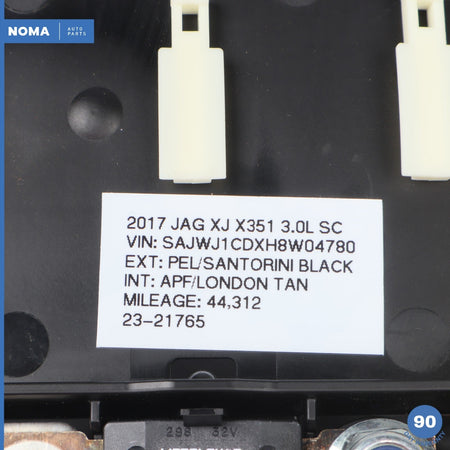 NOMA AUTO
PARTS
2017 JAG XJ X351 3.0L SC
VIN: SAJWJ1CDXH8W04780
EXT: PEL/SANTORINI BLACK
INT: APF/LONDON TAN
MILEAGE: 44,312
23-21765
90
298 32V